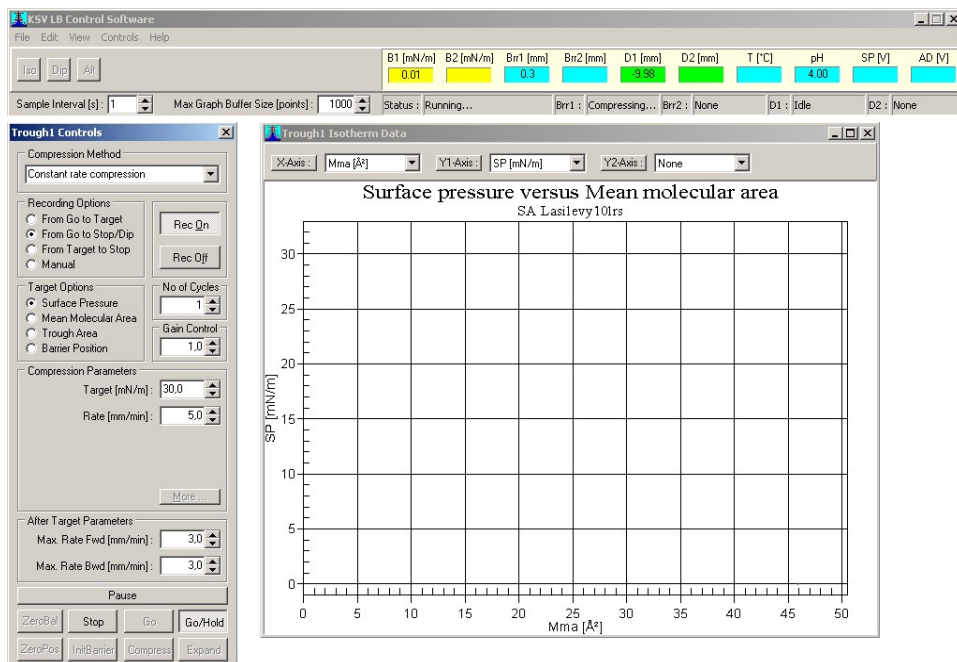 KSV LB Control Software
File Edit View Controls Help
Iso Dip Alt
B1 [mN/m] B2 [mN/m] Brr1 [mm] Brr2 [mm] D1 [mm] D2 [mm] T [°C] pH SP [V] AD [V]
0.01 0.3 -9.98 4.00
Sample Interval [s] : 1 Max Graph Buffer Size [points] : 1000 Status : Running... Brr1 : Compressing... Brr2 : None D1 : Idle D2 : None
Trough1 Controls
Compression Method
Constant rate compression
Recording Options
From Go to Target
From Go to Stop/Dip
From Target to Stop
Manual
Rec On
Rec Off
Target Options
Surface Pressure
Mean Molecular Area
Trough Area
Barrier Position
No of Cycles
1
Gain Control
1,0
Compression Parameters
Target [mN/m] : 30,0
Rate [mm/min] : 5,0
More ...
After Target Parameters
Max. Rate Fwd [mm/min] : 3,0
Max. Rate Bwd [mm/min] : 3,0
Pause
ZeroBal Stop Go Go/Hold
ZeroPos InitBarrier Compress Expand
Trough1 Isotherm Data
X-Axis : Mma [Å²] Y1-Axis : SP [mN/m] Y2-Axis : None
Surface pressure versus Mean molecular area
SA Lasilevy10lrs
30
25
20
15
10
5
0
SP [mN/m]
0 5 10 15 20 25 30 35 40 45 50
Mma [Å²]